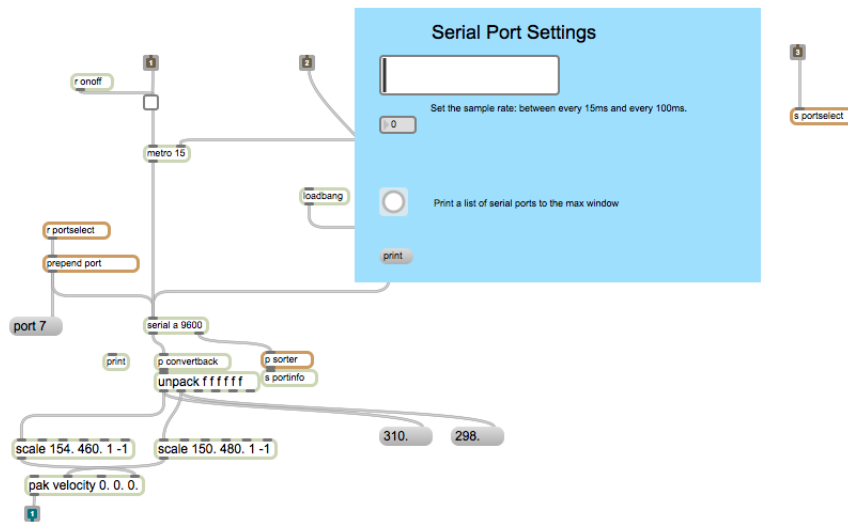 Serial Port Settings
1
2
3
r onoff
Set the sample rate: between every 15ms and every 100ms.
0
s portselect
metro 15
loadbang
Print a list of serial ports to the max window
r portselect
print
prepend port
port 7
serial a 9600
print
p convertback
p sorter
unpack f f f f f f
s portinfo
310.
298.
scale 154. 460. 1 -1
scale 150. 480. 1 -1
pak velocity 0. 0. 0.
1